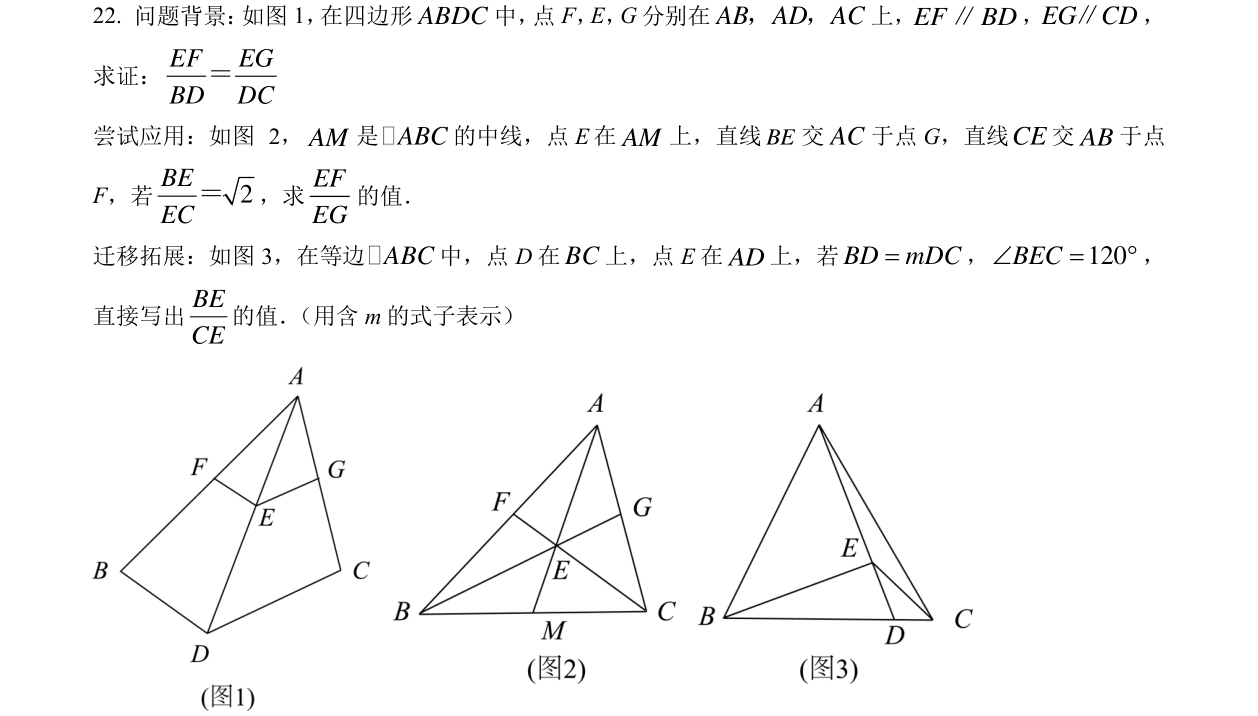 22. 问题背景：如图 1，在四边形 ABDC 中，点 F，E，G 分别在 AB，AD，AC 上，EF∥BD，EG∥CD，
求证：EF/BD=EG/DC
尝试应用：如图 2，AM 是□ABC 的中线，点 E 在 AM 上，直线 BE 交 AC 于点 G，直线 CE 交 AB 于点
F，若 BE/EC=√2，求 EF/EG 的值．
迁移拓展：如图 3，在等边□ABC 中，点 D 在 BC 上，点 E 在 AD 上，若 BD = mDC，∠BEC = 120°，
直接写出 BE/CE 的值．（用含 m 的式子表示）
A
F
G
E
B
C
D
(图1)
A
F
G
E
B
C
M
(图2)
A
E
B
C
D
(图3)